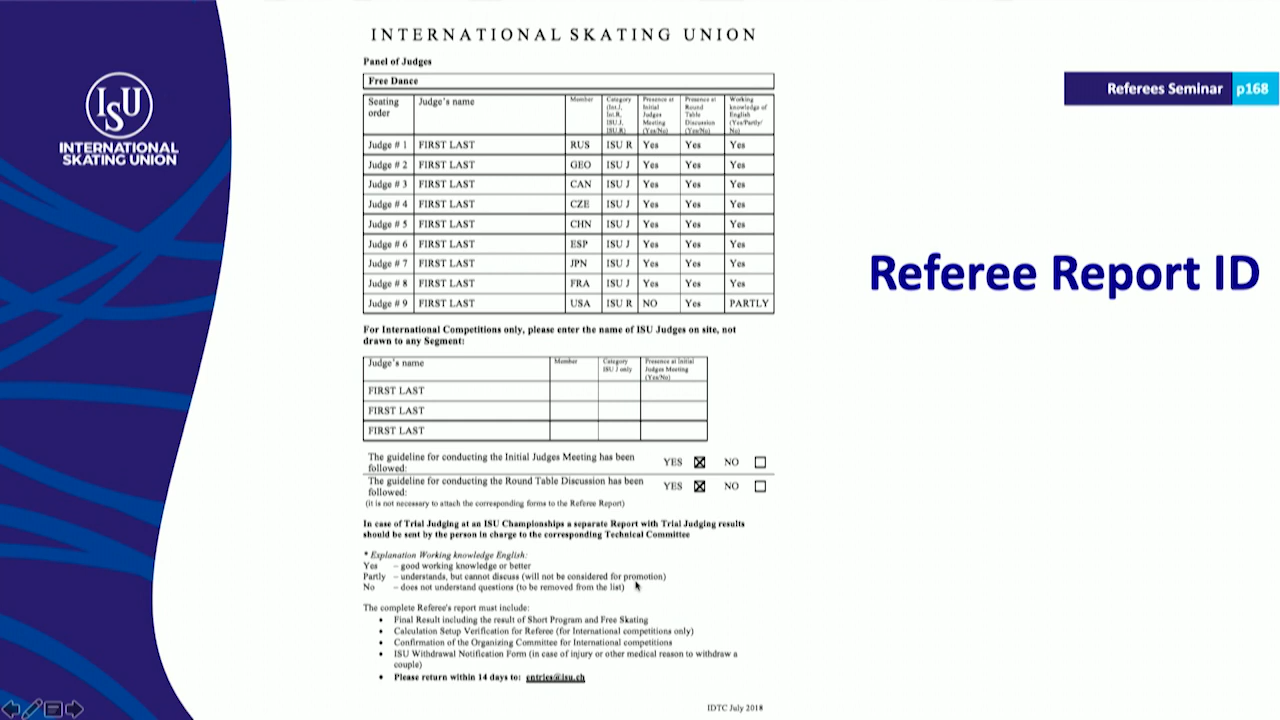 INTERNATIONAL SKATING UNION
Panel of Judges
Free Dance
Seating order | Judge's name | Member | Category (Int.J, Int.R, ISU J, ISU R) | Presence at Initial Judges Meeting (Yes/No) | Presence at Round Table Discussion (Yes/No) | Working knowledge of English (Yes/Partly/No)
Judge # 1 | FIRST LAST | RUS | ISU R | Yes | Yes | Yes
Judge # 2 | FIRST LAST | GEO | ISU J | Yes | Yes | Yes
Judge # 3 | FIRST LAST | CAN | ISU J | Yes | Yes | Yes
Judge # 4 | FIRST LAST | CZE | ISU J | Yes | Yes | Yes
Judge # 5 | FIRST LAST | CHN | ISU J | Yes | Yes | Yes
Judge # 6 | FIRST LAST | ESP | ISU J | Yes | Yes | Yes
Judge # 7 | FIRST LAST | JPN | ISU J | Yes | Yes | Yes
Judge # 8 | FIRST LAST | FRA | ISU J | Yes | Yes | Yes
Judge # 9 | FIRST LAST | USA | ISU R | NO | Yes | PARTLY
For International Competitions only, please enter the name of ISU Judges on site, not
drawn to any Segment:
Judge's name | Member | Category ISU J only | Presence at Initial Judges Meeting (Yes/No)
FIRST LAST
FIRST LAST
FIRST LAST
The guideline for conducting the Initial Judges Meeting has been
followed: YES ☒ NO ☐
The guideline for conducting the Round Table Discussion has been
followed: YES ☒ NO ☐
(it is not necessary to attach the corresponding forms to the Referee Report)
In case of Trial Judging at an ISU Championships a separate Report with Trial Judging results
should be sent by the person in charge to the corresponding Technical Committee
* Explanation Working knowledge English:
Yes – good working knowledge or better
Partly – understands, but cannot discuss (will not be considered for promotion)
No – does not understand questions (to be removed from the list)
The complete Referee's report must include:
• Final Result including the result of Short Program and Free Skating
• Calculation Setup Verification for Referee (for International competitions only)
• Confirmation of the Organizing Committee for International competitions
• ISU Withdrawal Notification Form (in case of injury or other medical reason to withdraw a
couple)
• Please return within 14 days to: entries@isu.ch
IDTC July 2018
ISU
INTERNATIONAL
SKATING UNION
Referees Seminar p168
Referee Report ID